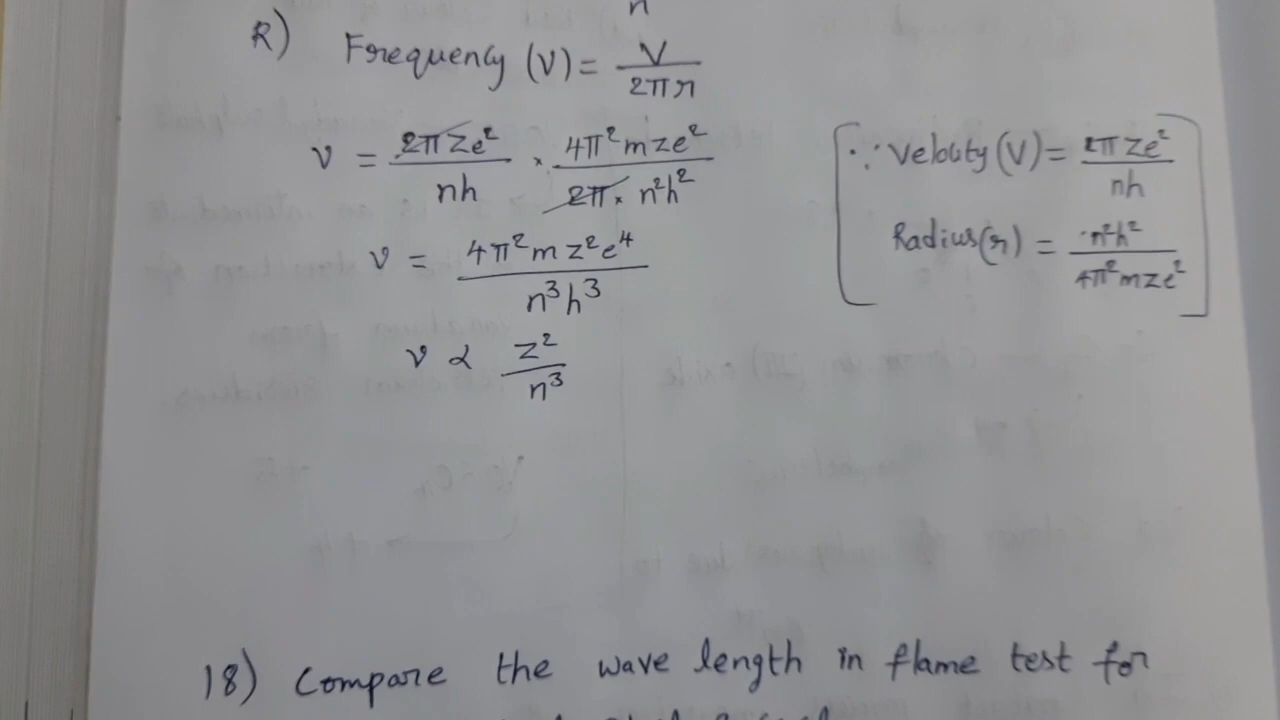 n
R) Frequency (ν) = V / 2πr
ν = 2πze² / nh × 4π²mze² / 2π × n²h²
[∵ Velouty (V) = 2πze² / nh
Radius(r) = n²h² / 4π²mze²]
ν = 4π²mz²e⁴ / n³h³
ν ∝ z² / n³
18) Compare the wave length in flame test for